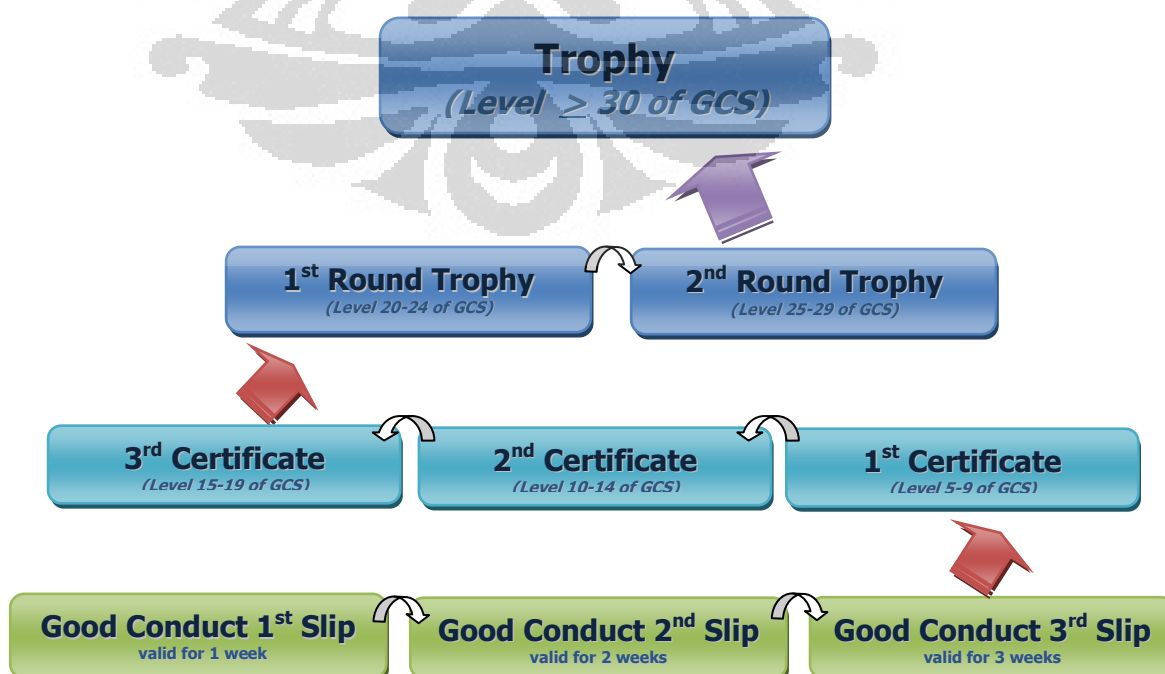 Trophy
(Level ≥ 30 of GCS)
1st Round Trophy
(Level 20-24 of GCS)
2nd Round Trophy
(Level 25-29 of GCS)
3rd Certificate
(Level 15-19 of GCS)
2nd Certificate
(Level 10-14 of GCS)
1st Certificate
(Level 5-9 of GCS)
Good Conduct 1st Slip
valid for 1 week
Good Conduct 2nd Slip
valid for 2 weeks
Good Conduct 3rd Slip
valid for 3 weeks